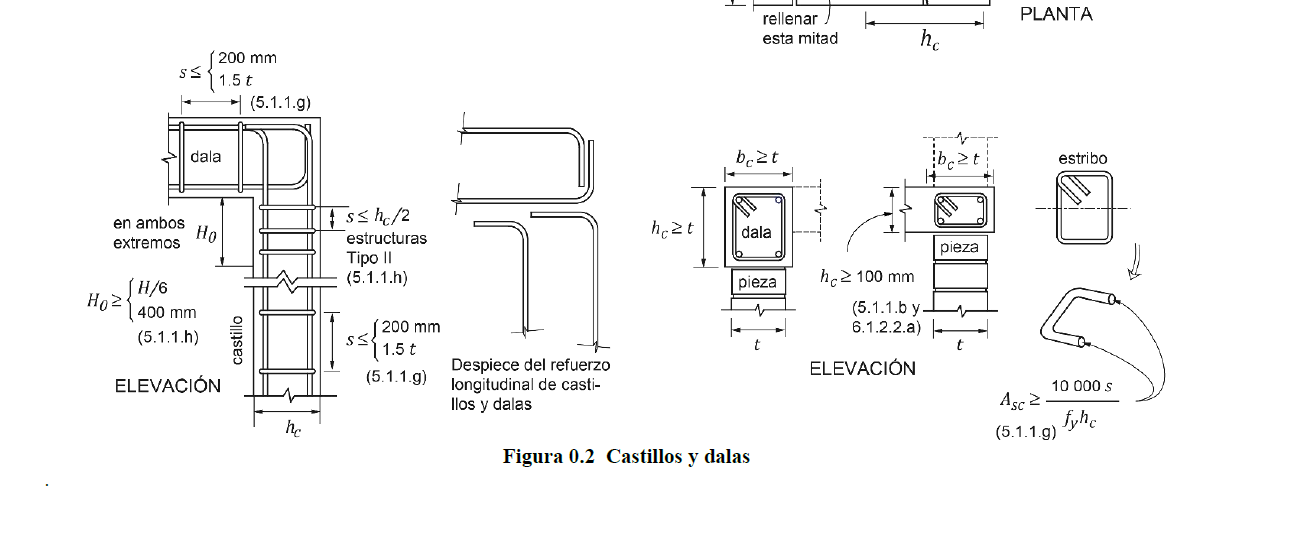 rellenar
esta mitad
h_c
PLANTA
s ≤ { 200 mm
1.5 t
(5.1.1.g)
dala
en ambos
extremos
H_0
s ≤ h_c/2
estructuras
Tipo II
(5.1.1.h)
H_0 ≥ { H/6
400 mm
(5.1.1.h)
castillo
s ≤ { 200 mm
1.5 t
(5.1.1.g)
ELEVACIÓN
h_c
Despiece del refuerzo
longitudinal de casti-
llos y dalas
b_c ≥ t
h_c ≥ t
dala
pieza
t
b_c ≥ t
pieza
h_c ≥ 100 mm
(5.1.1.b y
6.1.2.2.a)
t
ELEVACIÓN
estribo
A_sc ≥ 10 000 s / f_y h_c
(5.1.1.g)
Figura 0.2 Castillos y dalas